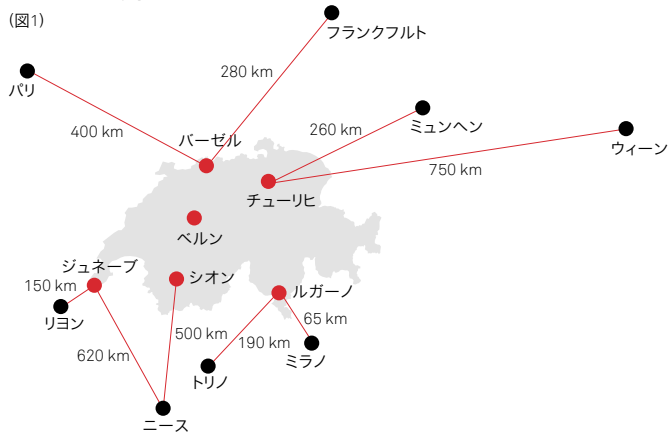 (図1)
フランクフルト
パリ
280 km
400 km
バーゼル
260 km
ミュンヘン
ウィーン
750 km
チューリヒ
ベルン
ジュネーブ
シオン
150 km
ルガーノ
リヨン
65 km
500 km
190 km
ミラノ
620 km
トリノ
ニース